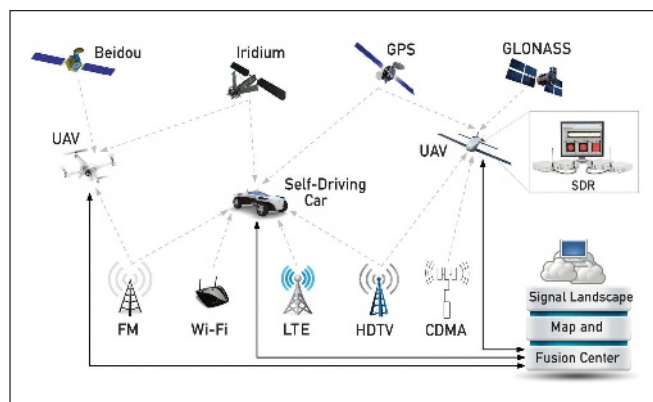 Beidou
Iridium
GPS
GLONASS
UAV
UAV
Self-Driving
Car
SDR
FM
Wi-Fi
LTE
HDTV
CDMA
Signal Landscape
Map and
Fusion Center